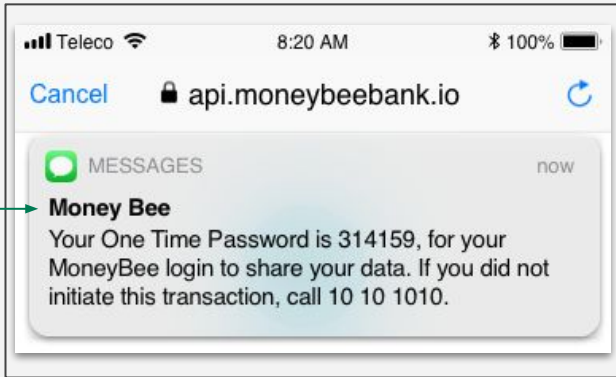 Teleco 8:20 AM 100%
Cancel api.moneybeebank.io
MESSAGES now
Money Bee
Your One Time Password is 314159, for your
MoneyBee login to share your data. If you did not
initiate this transaction, call 10 10 1010.